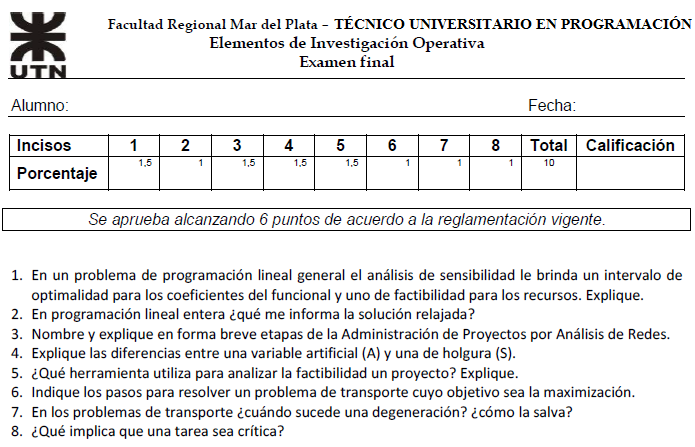 Facultad Regional Mar del Plata – TÉCNICO UNIVERSITARIO EN PROGRAMACIÓN
Elementos de Investigación Operativa
Examen final
UTN
Alumno: Fecha:
Incisos 1 2 3 4 5 6 7 8 Total Calificación
Porcentaje 1,5 1 1,5 1,5 1,5 1 1 1 10
Se aprueba alcanzando 6 puntos de acuerdo a la reglamentación vigente.
1. En un problema de programación lineal general el análisis de sensibilidad le brinda un intervalo de
optimalidad para los coeficientes del funcional y uno de factibilidad para los recursos. Explique.
2. En programación lineal entera ¿qué me informa la solución relajada?
3. Nombre y explique en forma breve etapas de la Administración de Proyectos por Análisis de Redes.
4. Explique las diferencias entre una variable artificial (A) y una de holgura (S).
5. ¿Qué herramienta utiliza para analizar la factibilidad un proyecto? Explique.
6. Indique los pasos para resolver un problema de transporte cuyo objetivo sea la maximización.
7. En los problemas de transporte ¿cuándo sucede una degeneración? ¿cómo la salva?
8. ¿Qué implica que una tarea sea crítica?